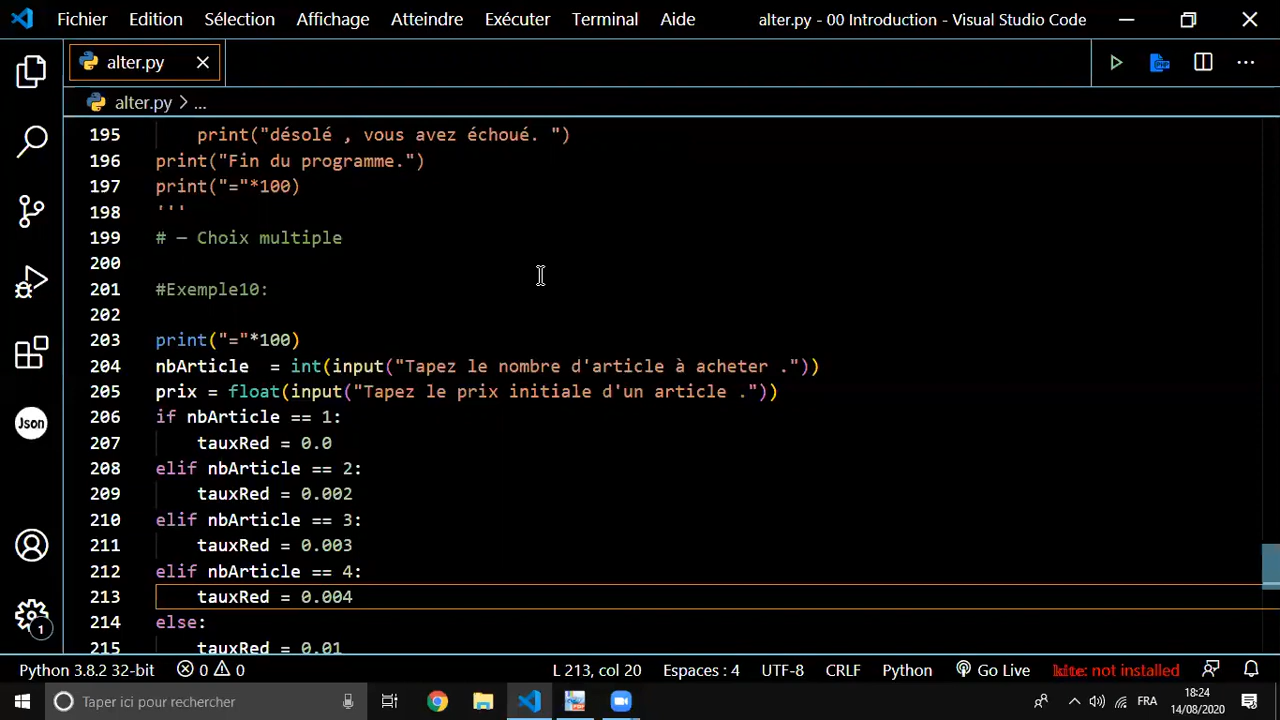 Fichier Edition Sélection Affichage Atteindre Exécuter Terminal Aide alter.py - 00 Introduction - Visual Studio Code
alter.py
alter.py > ...
195 print("désolé , vous avez échoué. ")
196 print("Fin du programme.")
197 print("="*100)
198 '''
199 # — Choix multiple
200
201 #Exemple10:
202
203 print("="*100)
204 nbArticle  = int(input("Tapez le nombre d'article à acheter ."))
205 prix = float(input("Tapez le prix initiale d'un article ."))
206 if nbArticle == 1:
207 tauxRed = 0.0
208 elif nbArticle == 2:
209 tauxRed = 0.002
210 elif nbArticle == 3:
211 tauxRed = 0.003
212 elif nbArticle == 4:
213 tauxRed = 0.004
214 else:
215 tauxRed = 0.01
Json
1
Python 3.8.2 32-bit 0 0 L 213, col 20 Espaces : 4 UTF-8 CRLF Python Go Live kite: not installed
Taper ici pour rechercher FRA 18:24
14/08/2020